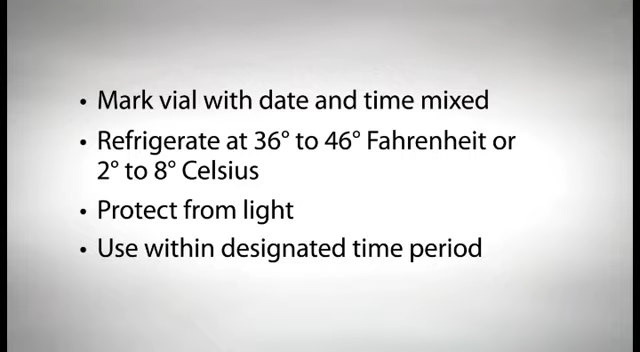 • Mark vial with date and time mixed
• Refrigerate at 36° to 46° Fahrenheit or
2° to 8° Celsius
• Protect from light
• Use within designated time period